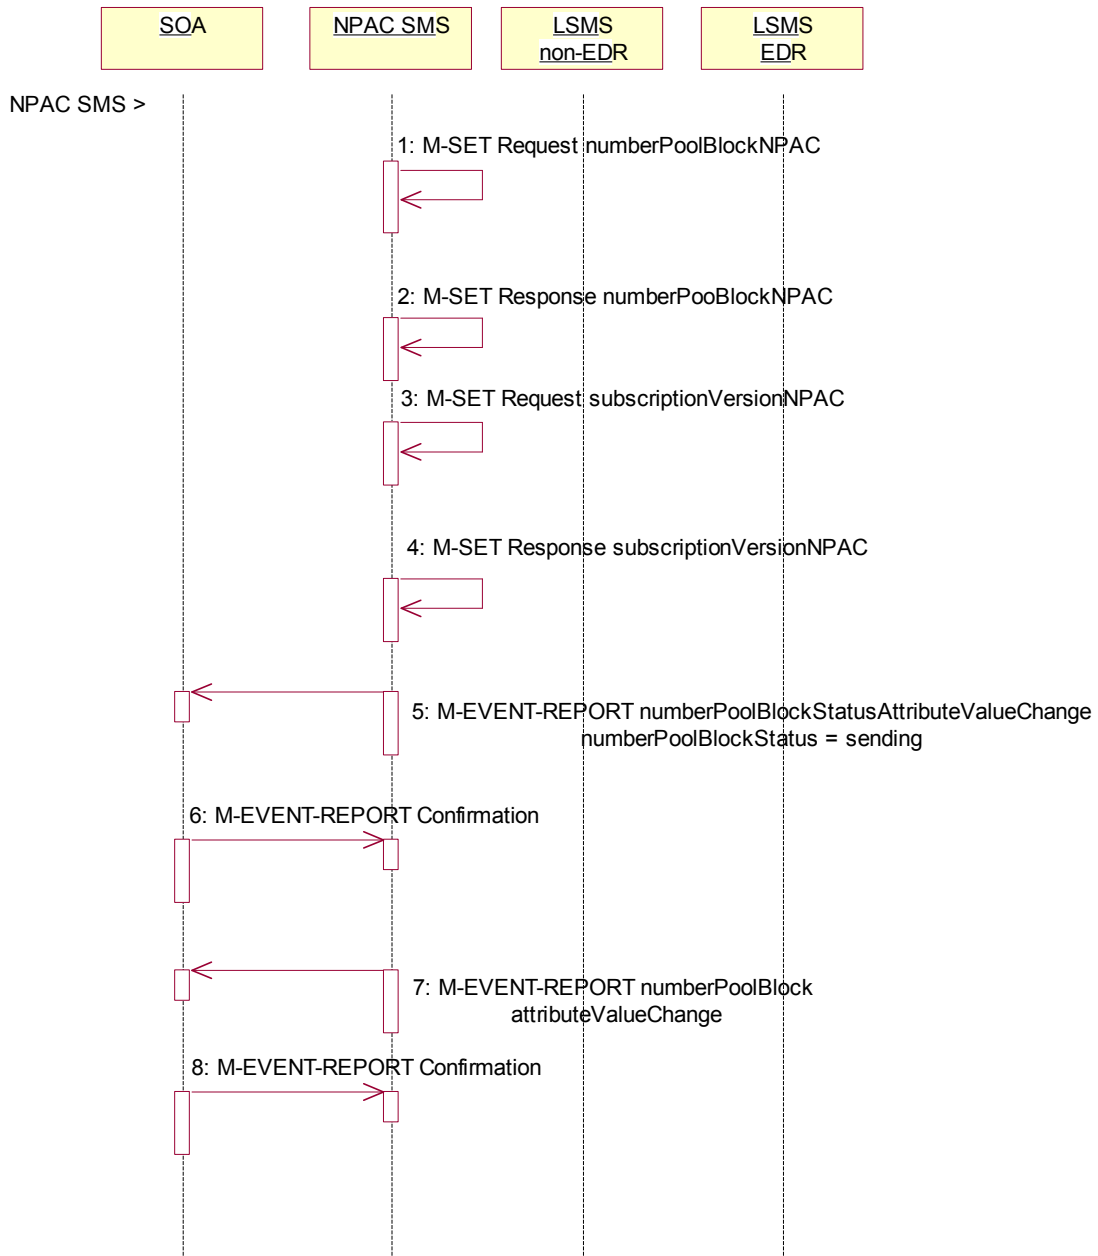 SOA
NPAC SMS
LSMS
non-EDR
LSMS
EDR
NPAC SMS >
1: M-SET Request numberPoolBlockNPAC
2: M-SET Response numberPooBlockNPAC
3: M-SET Request subscriptionVersionNPAC
4: M-SET Response subscriptionVersionNPAC
5: M-EVENT-REPORT numberPoolBlockStatusAttributeValueChange
numberPoolBlockStatus = sending
6: M-EVENT-REPORT Confirmation
7: M-EVENT-REPORT numberPoolBlock
attributeValueChange
8: M-EVENT-REPORT Confirmation